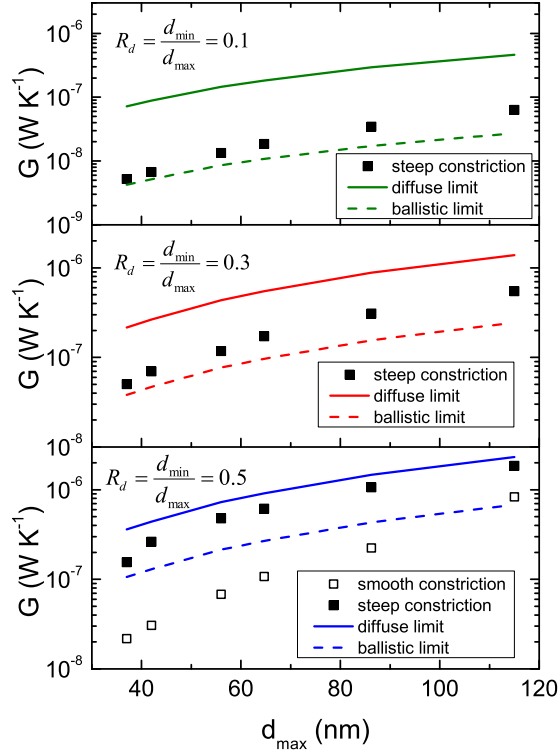 10⁻⁶
R_d = d_min / d_max = 0.1
10⁻⁷
G (W K⁻¹)
10⁻⁸
steep constriction
diffuse limit
ballistic limit
10⁻⁹
R_d = d_min / d_max = 0.3
10⁻⁶
G (W K⁻¹)
10⁻⁷
steep constriction
diffuse limit
ballistic limit
10⁻⁸
R_d = d_min / d_max = 0.5
10⁻⁶
G (W K⁻¹)
10⁻⁷
smooth constriction
steep constriction
diffuse limit
ballistic limit
10⁻⁸
40 60 80 100 120
d_max (nm)